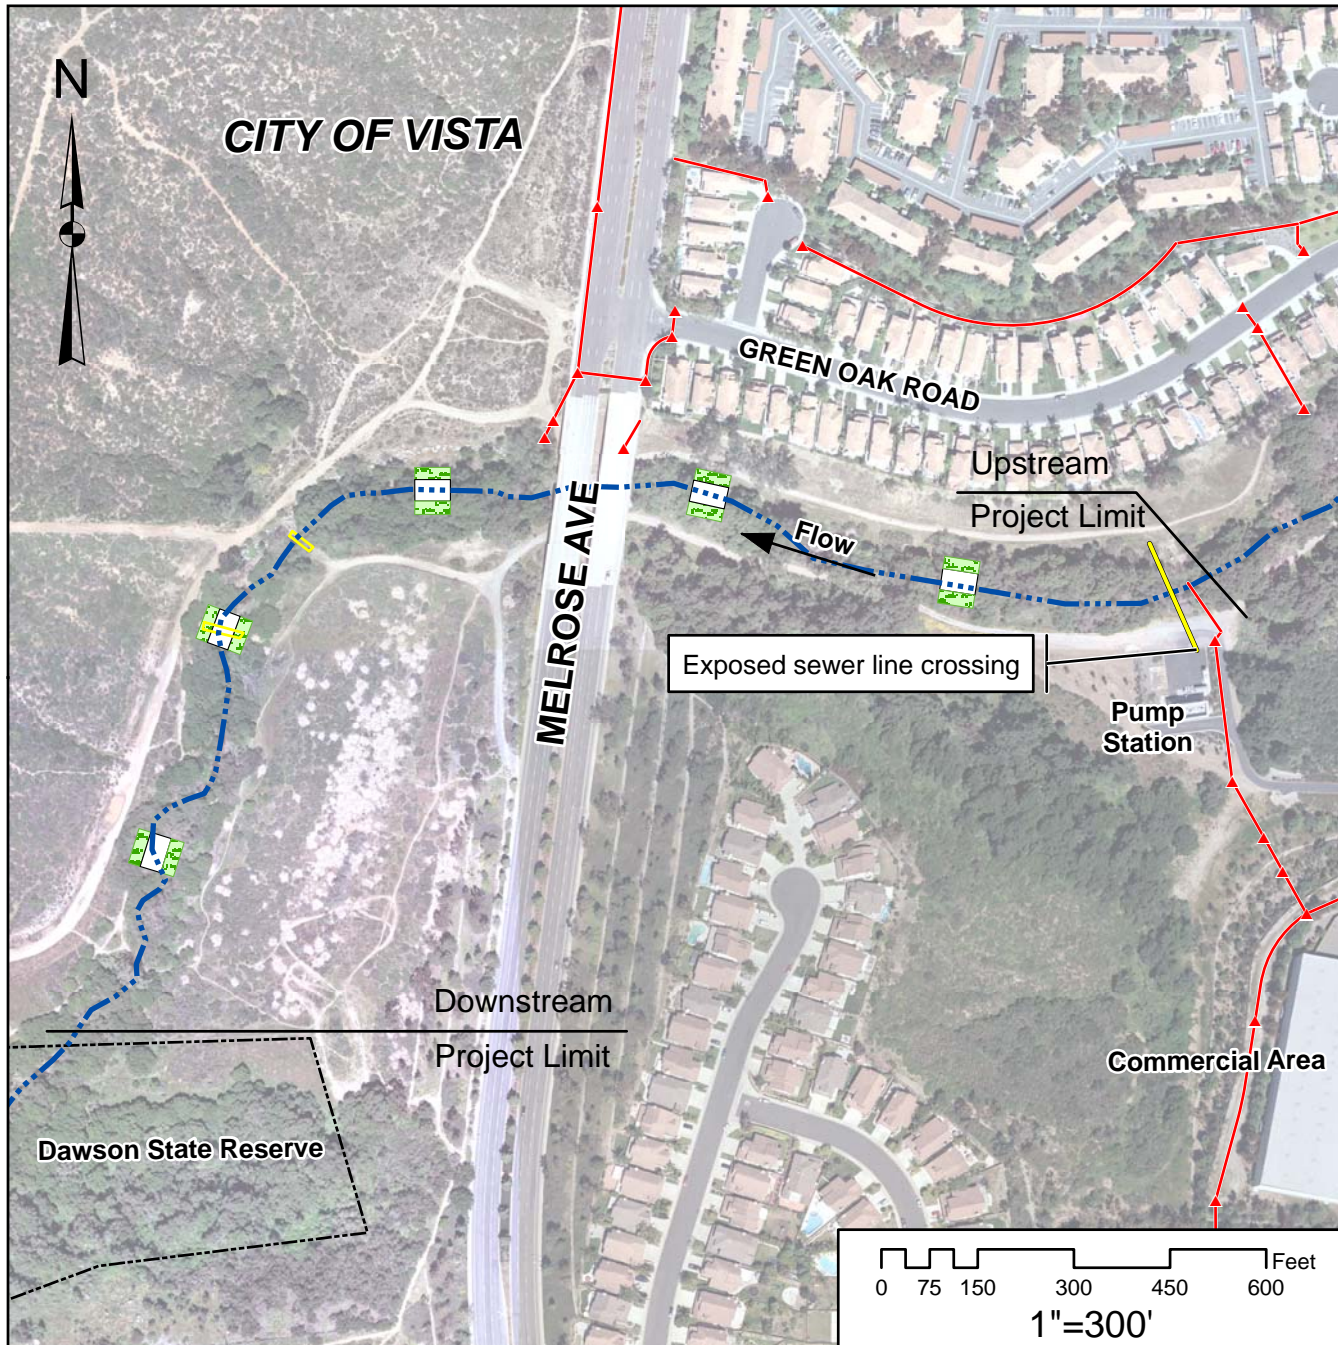 N
CITY OF VISTA
GREEN OAK ROAD
Upstream
Project Limit
Flow
MELROSE AVE
Exposed sewer line crossing
Pump
Station
Downstream
Project Limit
Commercial Area
Dawson State Reserve
Feet
0 75 150 300 450 600
1"=300'